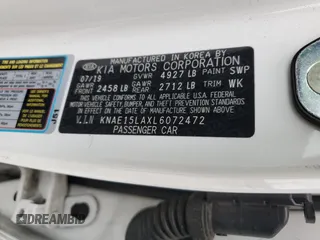 MANUFACTURED IN KOREA BY
KIA MOTORS CORPORATION
07/19 GVWR 4927 LB PAINT SWP
GAWR FRONT 2458 LB GAWR REAR 2712 LB TRIM WK
THIS VEHICLE CONFORMS TO ALL APPLICABLE
FEDERAL MOTOR VEHICLE SAFETY, BUMPER,
AND THEFT PREVENTION STANDARDS IN EFFECT
ON THE DATE OF MANUFACTURE SHOWN ABOVE.
V.I.N KNAE15LAXL6072472
PASSENGER CAR
DREAMBID